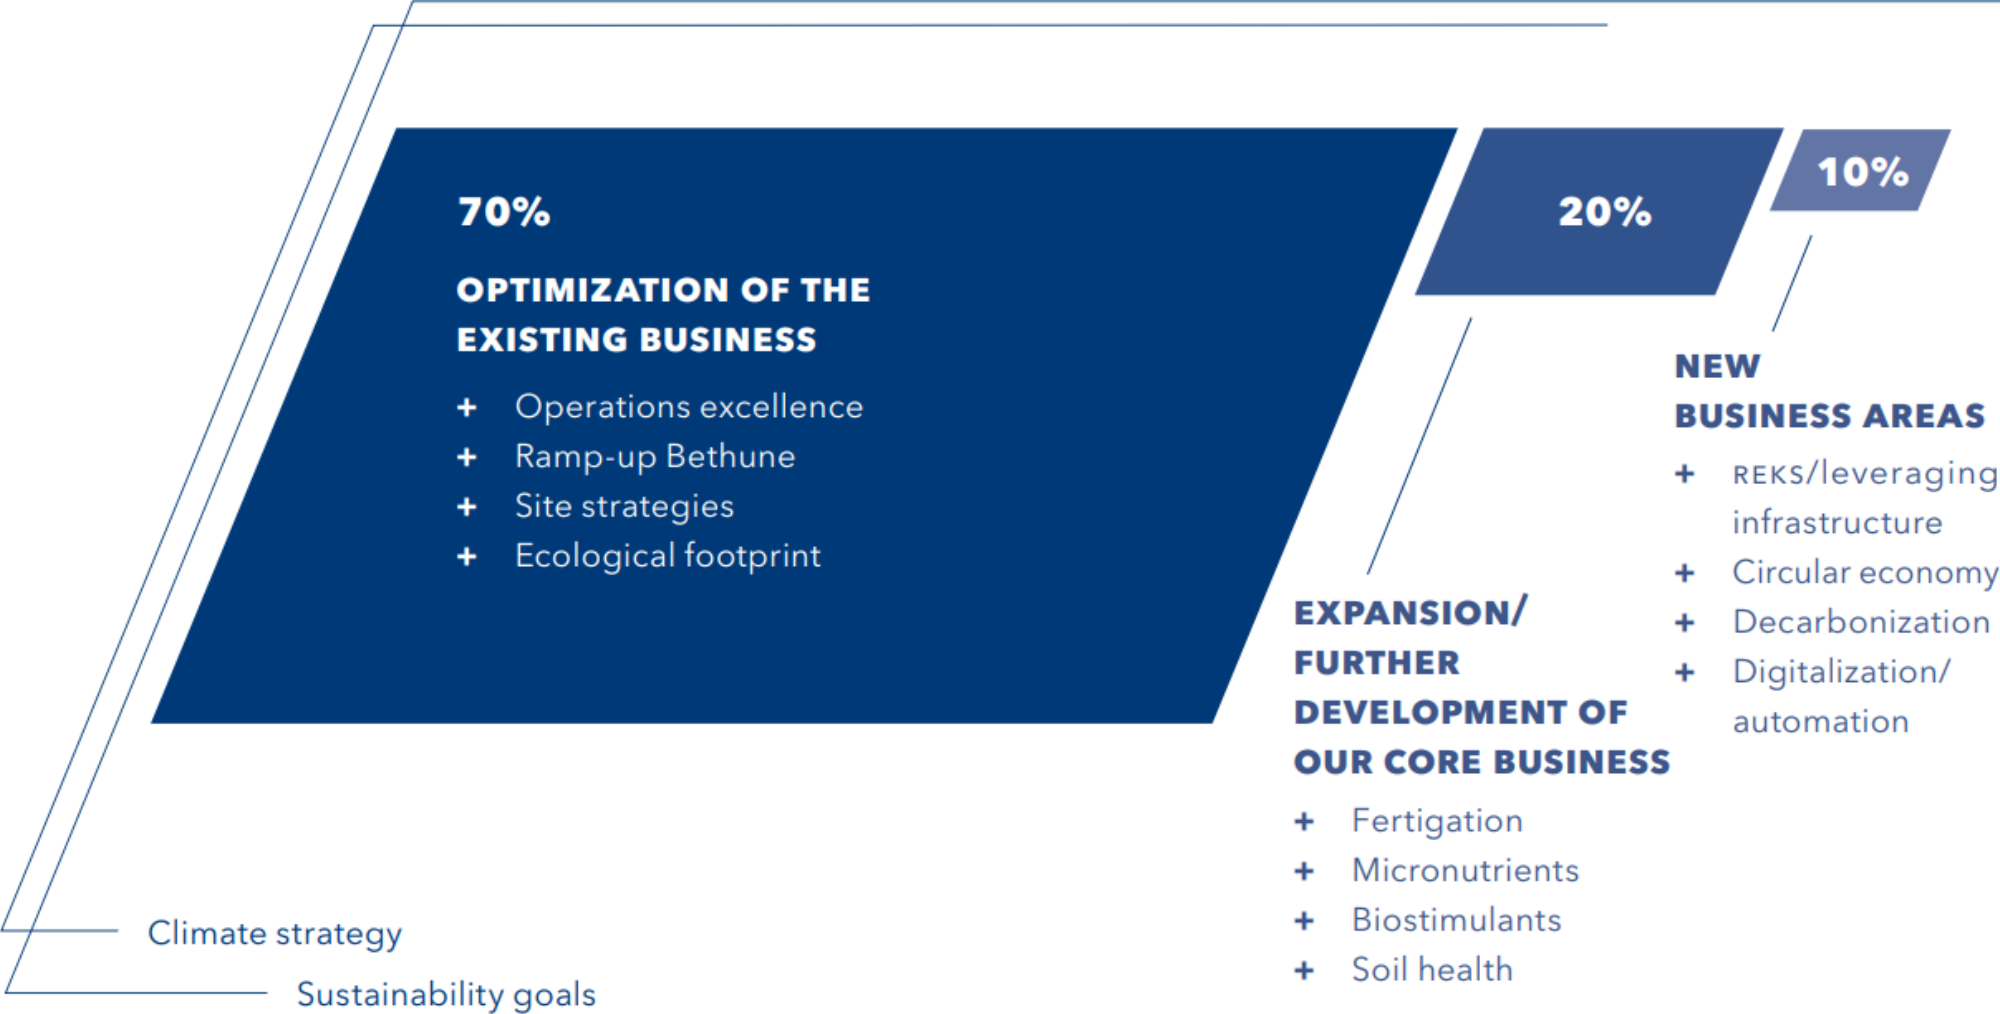 70%
OPTIMIZATION OF THE
EXISTING BUSINESS
+ Operations excellence
+ Ramp-up Bethune
+ Site strategies
+ Ecological footprint
20%
EXPANSION/
FURTHER
DEVELOPMENT OF
OUR CORE BUSINESS
+ Fertigation
+ Micronutrients
+ Biostimulants
+ Soil health
10%
NEW
BUSINESS AREAS
+ REKS/leveraging
infrastructure
+ Circular economy
+ Decarbonization
+ Digitalization/
automation
Climate strategy
Sustainability goals